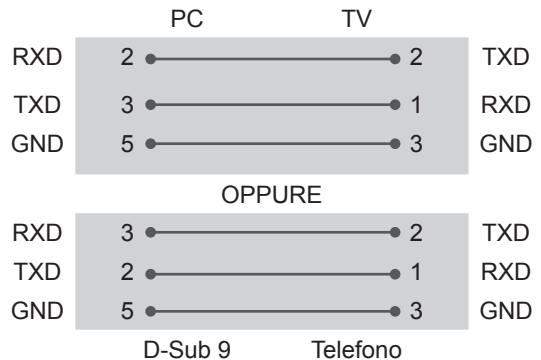 PC TV
RXD 2 2 TXD
TXD 3 1 RXD
GND 5 3 GND
OPPURE
RXD 3 2 TXD
TXD 2 1 RXD
GND 5 3 GND
D-Sub 9 Telefono